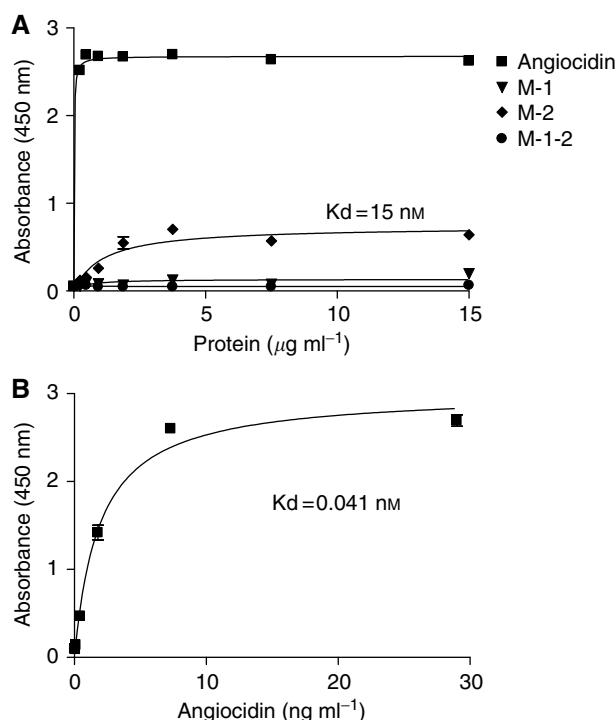 A
3
2
1
0
Absorbance (450 nm)
Kd = 15 nM
0
5
10
15
Protein (μg ml⁻¹)
Angiocidin
M-1
M-2
M-1-2
B
3
2
1
0
Absorbance (450 nm)
Kd=0.041 nM
0
10
20
30
Angiocidin (ng ml⁻¹)